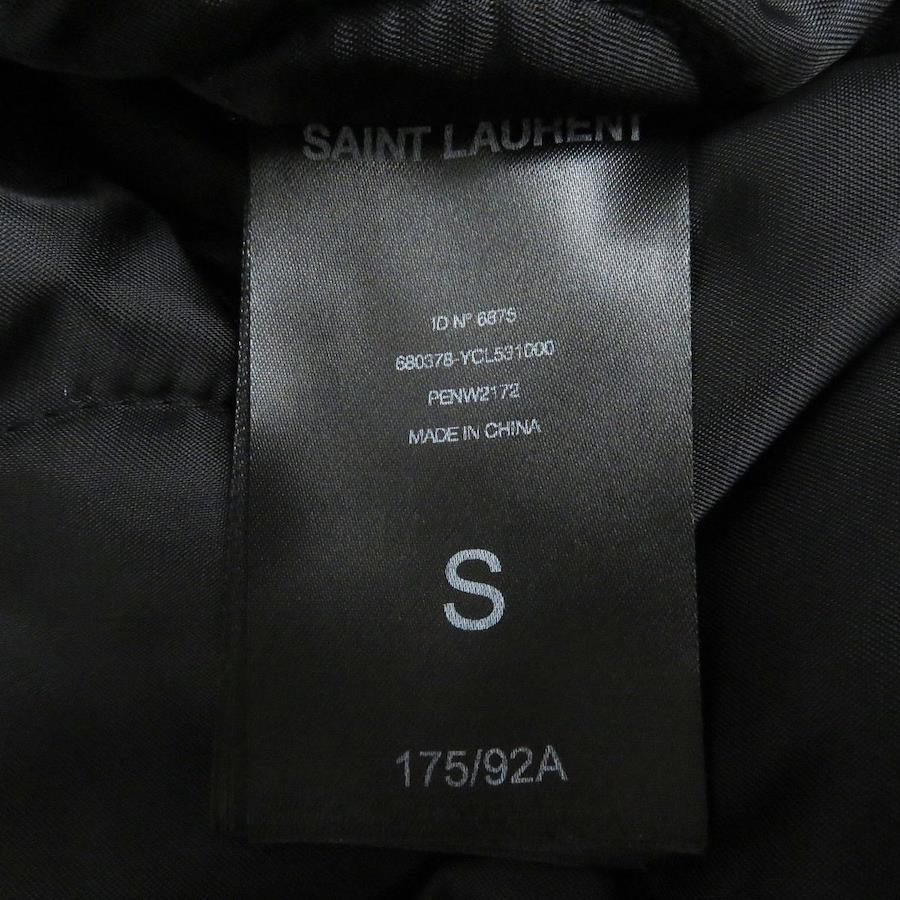 SAINT LAURENT
ID N° 6875
680378-YCL531000
PENW2172
MADE IN CHINA
S
175/92A